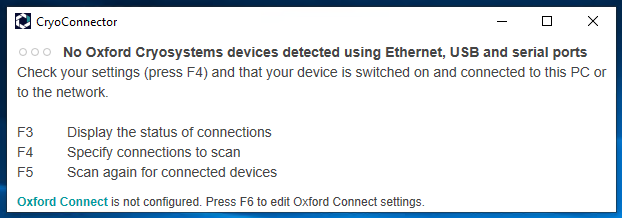 CryoConnector
No Oxford Cryosystems devices detected using Ethernet, USB and serial ports
Check your settings (press F4) and that your device is switched on and connected to this PC or
to the network.
F3 Display the status of connections
F4 Specify connections to scan
F5 Scan again for connected devices
Oxford Connect is not configured. Press F6 to edit Oxford Connect settings.